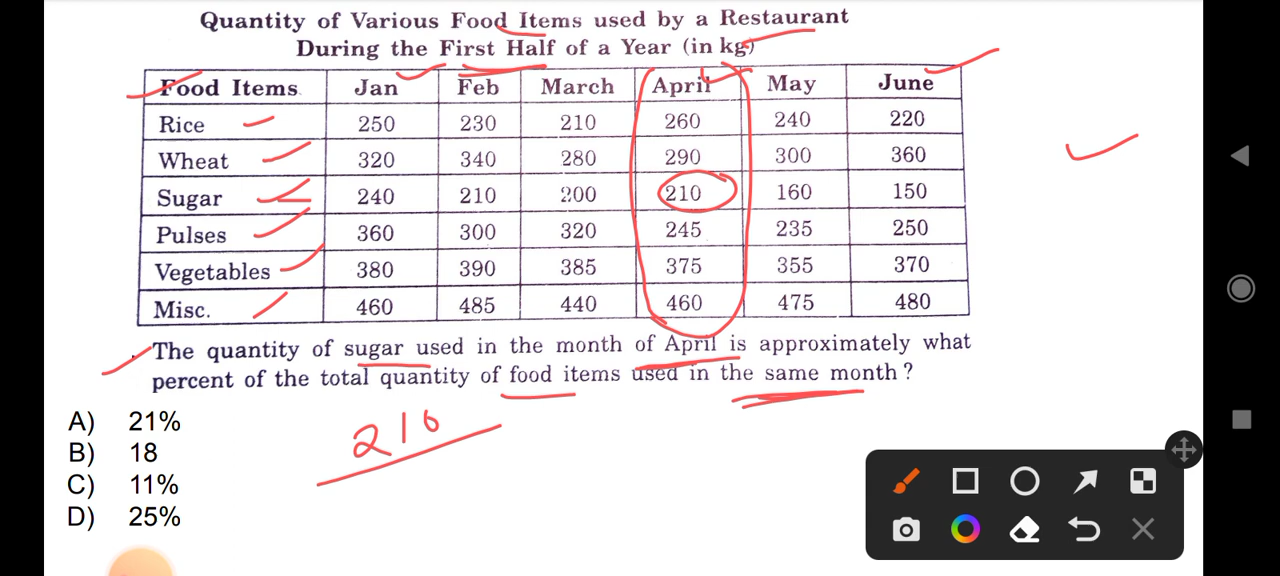 Quantity of Various Food Items used by a Restaurant
During the First Half of a Year (in kg)
Food Items Jan Feb March April May June
Rice 250 230 210 260 240 220
Wheat 320 340 280 290 300 360
Sugar 240 210 200 210 160 150
Pulses 360 300 320 245 235 250
Vegetables 380 390 385 375 355 370
Misc. 460 485 440 460 475 480
The quantity of sugar used in the month of April is approximately what
percent of the total quantity of food items used in the same month ?
A) 21%
B) 18
C) 11%
D) 25%
210